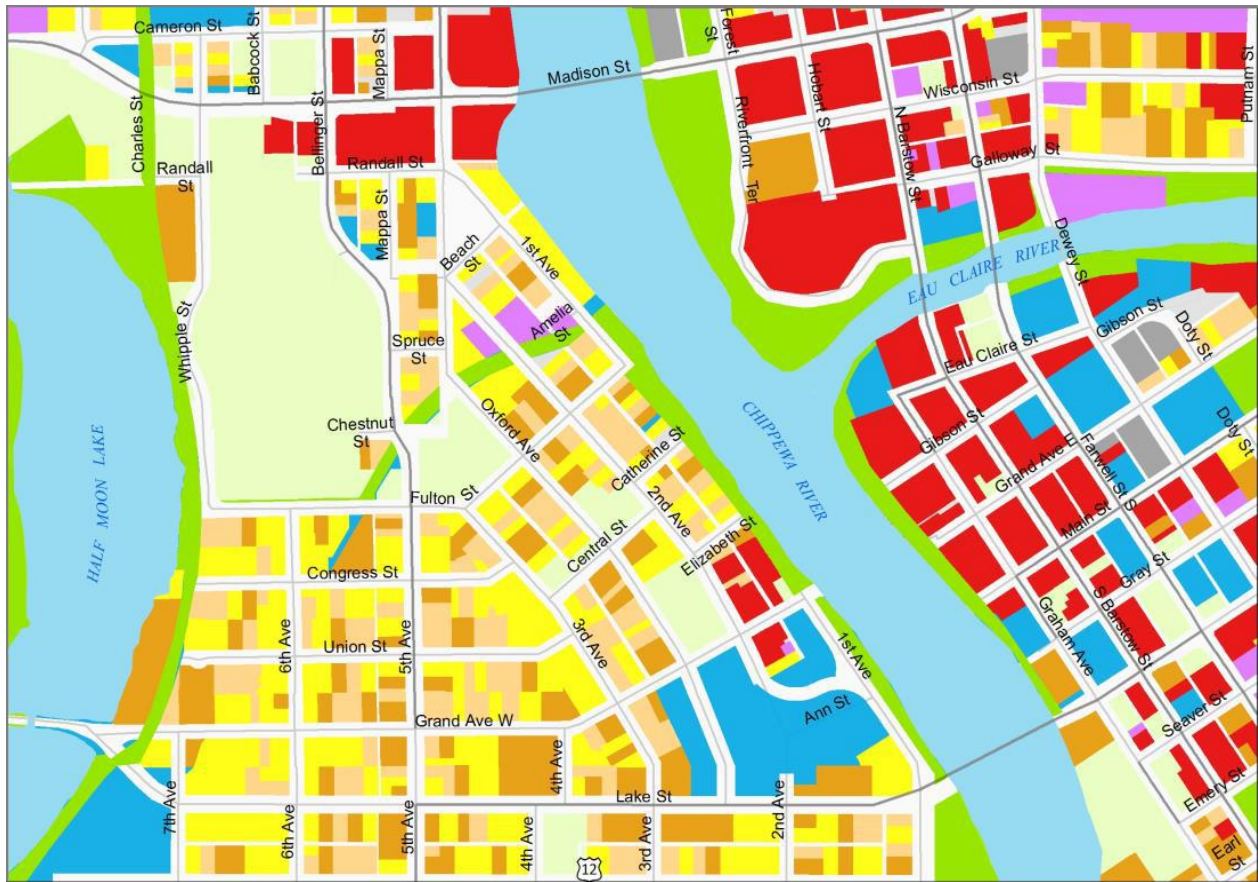 Cameron St
Babcock St
Mappa St
Madison St
Forest
St
Hobart St
Wisconsin St
Putnam St
Charles St
Bellinger St
Riverfront
Ter
N Barstow St
Galloway St
Randall
St
Randall St
Mappa St
Beach
St
1st Ave
Dewey St
EAU CLAIRE RIVER
Whipple St
Spruce
St
Amelia
St
Eau Claire St
Gibson St
Doty St
HALF MOON LAKE
Chestnut
St
Oxford Ave
CHIPPEWA RIVER
Gibson St
Grand Ave E
Farwell St S
Doty St
Fulton St
Catherine St
2nd Ave
Central St
Elizabeth St
Main St
Gray St
Congress St
6th Ave
Union St
5th Ave
3rd Ave
1st Ave
Graham Ave
S Barstow St
Grand Ave W
Ann St
Seaver St
7th Ave
6th Ave
5th Ave
4th Ave
Lake St
4th Ave
3rd Ave
2nd Ave
Emery St
Earl
St
12